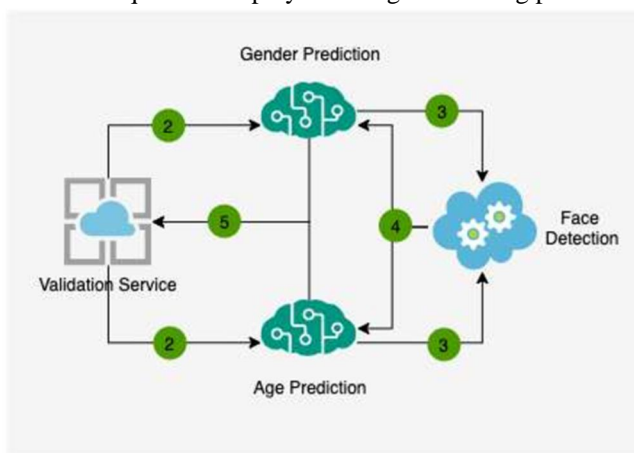 Gender Prediction
2
3
5
4
Face
Detection
Validation Service
2
3
Age Prediction